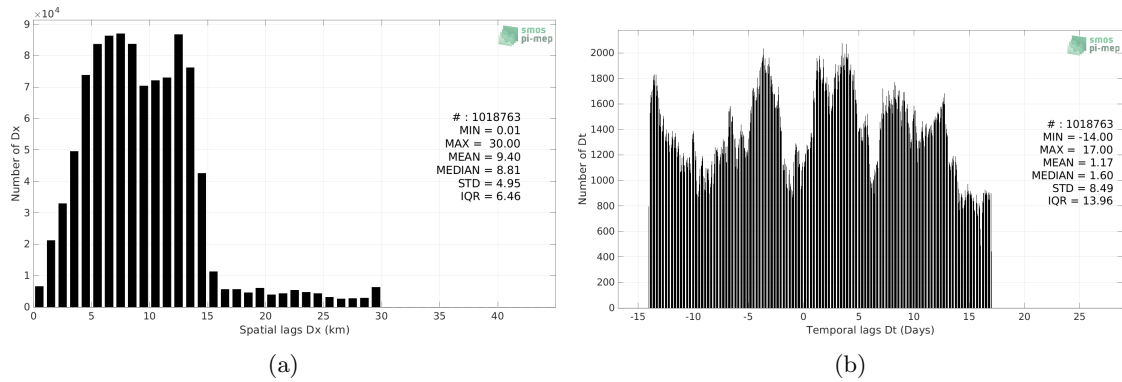 ×10⁴
9
8
7
6
5
4
3
2
1
0
Number of Dx
0 5 10 15 20 25 30 35 40
Spatial lags Dx (km)
smos
pi-mep
# : 1018763
MIN = 0.01
MAX = 30.00
MEAN = 9.40
MEDIAN = 8.81
STD = 4.95
IQR = 6.46
(a)
2000
1800
1600
1400
1200
1000
800
600
400
200
0
Number of Dt
-15 -10 -5 0 5 10 15 20 25
Temporal lags Dt (Days)
smos
pi-mep
# : 1018763
MIN = -14.00
MAX = 17.00
MEAN = 1.17
MEDIAN = 1.60
STD = 8.49
IQR = 13.96
(b)